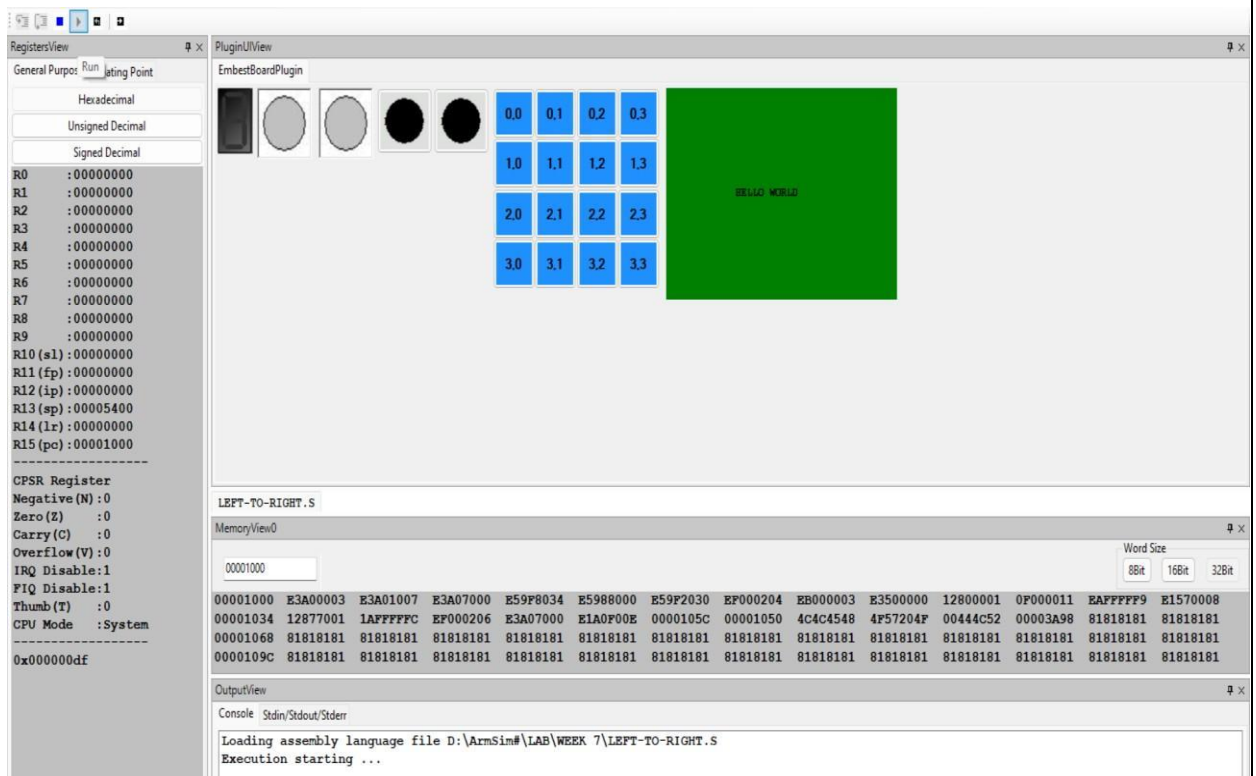 RegistersView
General Purpos Run ating Point
Hexadecimal
Unsigned Decimal
Signed Decimal
R0 :00000000
R1 :00000000
R2 :00000000
R3 :00000000
R4 :00000000
R5 :00000000
R6 :00000000
R7 :00000000
R8 :00000000
R9 :00000000
R10(sl):00000000
R11(fp):00000000
R12(ip):00000000
R13(sp):00005400
R14(lr):00000000
R15(pc):00001000
------------------
CPSR Register
Negative(N):0
Zero(Z) :0
Carry(C) :0
Overflow(V):0
IRQ Disable:1
FIQ Disable:1
Thumb(T) :0
CPU Mode :System
------------------
0x000000df
PluginUIView
EmbestBoardPlugin
0,0 0,1 0,2 0,3
1,0 1,1 1,2 1,3
2,0 2,1 2,2 2,3
3,0 3,1 3,2 3,3
HELLO WORLD
LEFT-TO-RIGHT.S
MemoryView0
Word Size
00001000 8Bit 16Bit 32Bit
00001000 E3A00003 E3A01007 E3A07000 E59F8034 E5988000 E59F2030 EF000204 EB000003 E3500000 12800001 0F000011 EAFFFFF9 E1570008
00001034 12877001 1AFFFFFC EF000206 E3A07000 E1A0F00E 0000105C 00001050 4C4C4548 4F57204F 00444C52 00003A98 81818181 81818181
00001068 81818181 81818181 81818181 81818181 81818181 81818181 81818181 81818181 81818181 81818181 81818181 81818181 81818181
0000109C 81818181 81818181 81818181 81818181 81818181 81818181 81818181 81818181 81818181 81818181 81818181 81818181 81818181
OutputView
Console Stdin/Stdout/Stderr
Loading assembly language file D:\ArmSim#\LAB\WEEK 7\LEFT-TO-RIGHT.S
Execution starting ...